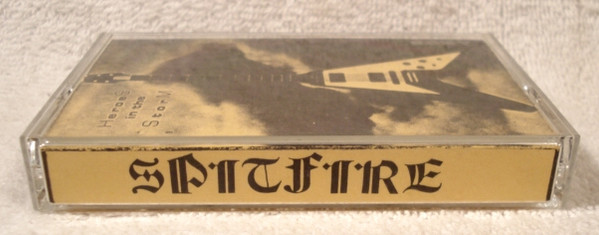 Heroes
in the
Storm
SPITFIRE